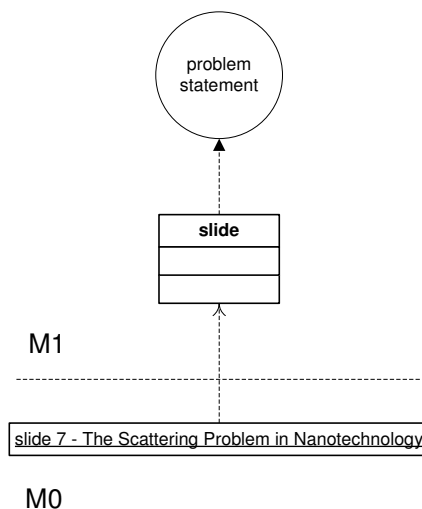 problem
statement
slide
M1
slide 7 - The Scattering Problem in Nanotechnology
M0